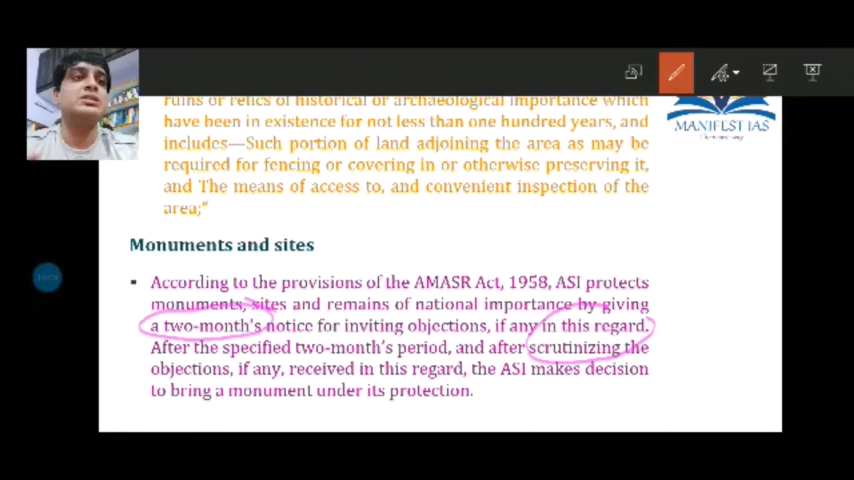 ruins or relics of historical or archaeological importance which
have been in existence for not less than one hundred years, and
includes—Such portion of land adjoining the area as may be
required for fencing or covering in or otherwise preserving it,
and The means of access to, and convenient inspection of the
area;"
MANIFEST IAS
Monuments and sites
▪ According to the provisions of the AMASR Act, 1958, ASI protects
monuments, sites and remains of national importance by giving
a two-month's notice for inviting objections, if any in this regard.
After the specified two-month's period, and after scrutinizing the
objections, if any, received in this regard, the ASI makes decision
to bring a monument under its protection.